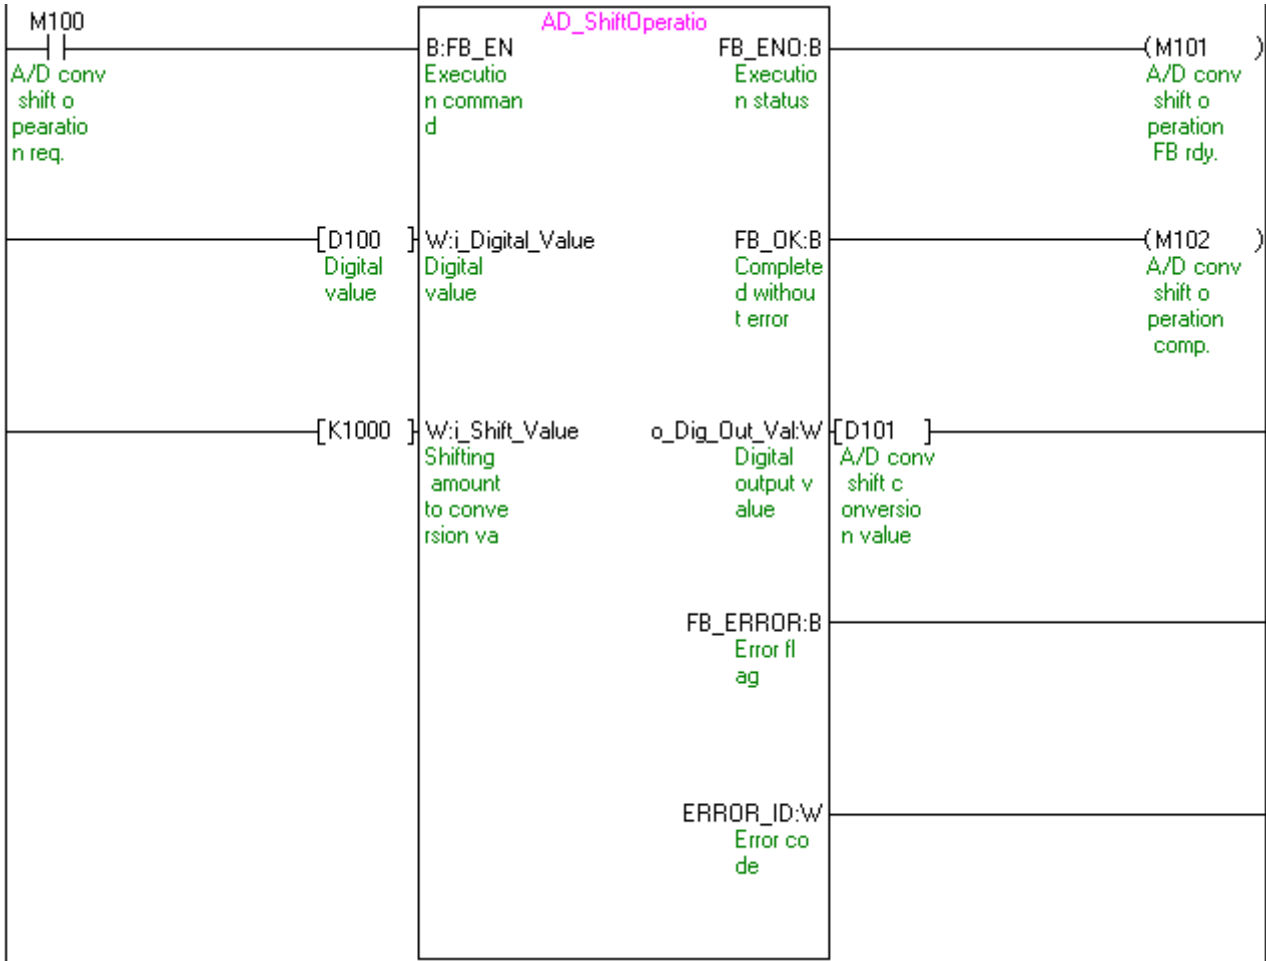 M100
AD_ShiftOperatio
B:FB_EN
FB_ENO:B
(M101 )
A/D conv
shift o
pearatio
n req.
Executio
n comman
d
Executio
n status
A/D conv
shift o
peration
FB rdy.
[D100 ]
W:i_Digital_Value
FB_OK:B
(M102 )
Digital
value
Digital
value
Complete
d withou
t error
A/D conv
shift o
peration
comp.
[K1000 ]
W:i_Shift_Value
o_Dig_Out_Val:W
[D101 ]
Shifting
amount
to conve
rsion va
Digital
output v
alue
A/D conv
shift c
onversio
n value
FB_ERROR:B
Error fl
ag
ERROR_ID:W
Error co
de